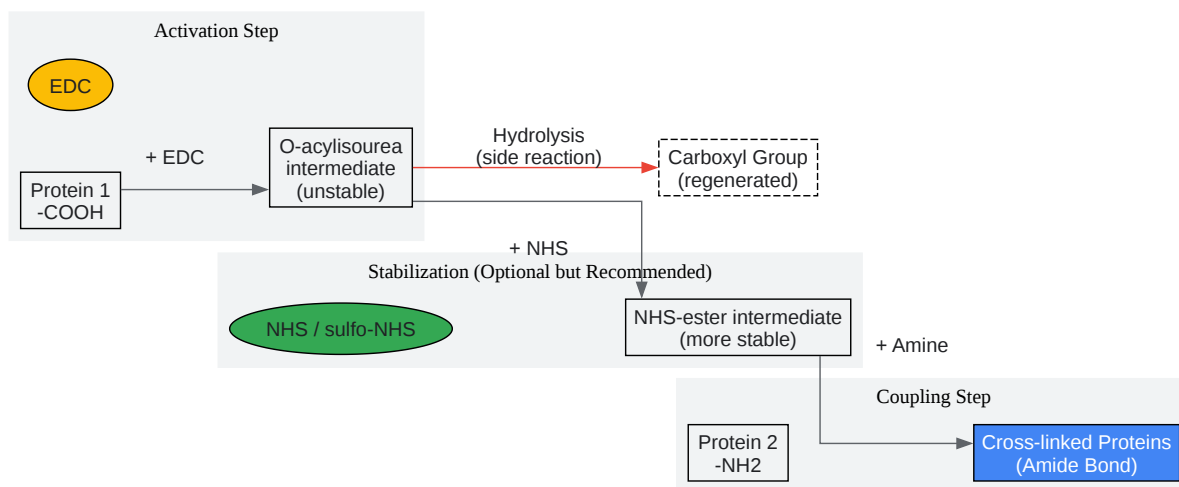 Activation Step
EDC
+ EDC
Protein 1
-COOH
O-acylisourea
intermediate
(unstable)
Hydrolysis
(side reaction)
Carboxyl Group
(regenerated)
+ NHS
Stabilization (Optional but Recommended)
NHS / sulfo-NHS
NHS-ester intermediate
(more stable)
+ Amine
Coupling Step
Protein 2
-NH2
Cross-linked Proteins
(Amide Bond)